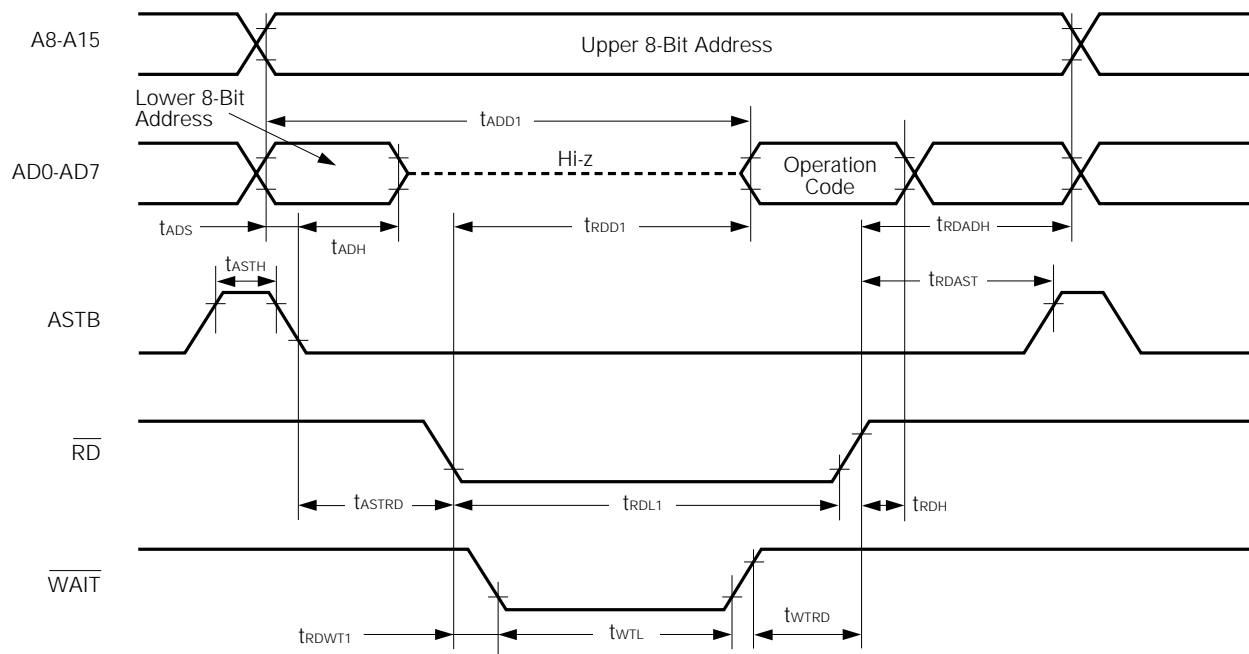 A8-A15
Upper 8-Bit Address
Lower 8-Bit
Address
tADD1
AD0-AD7
Hi-z
Operation
Code
tADS
tADH
tRDD1
tRDADH
tASTH
tRDAST
ASTB
RD
tASTRD
tRDL1
tRDH
WAIT
tRDWT1
tWTL
tWTRD